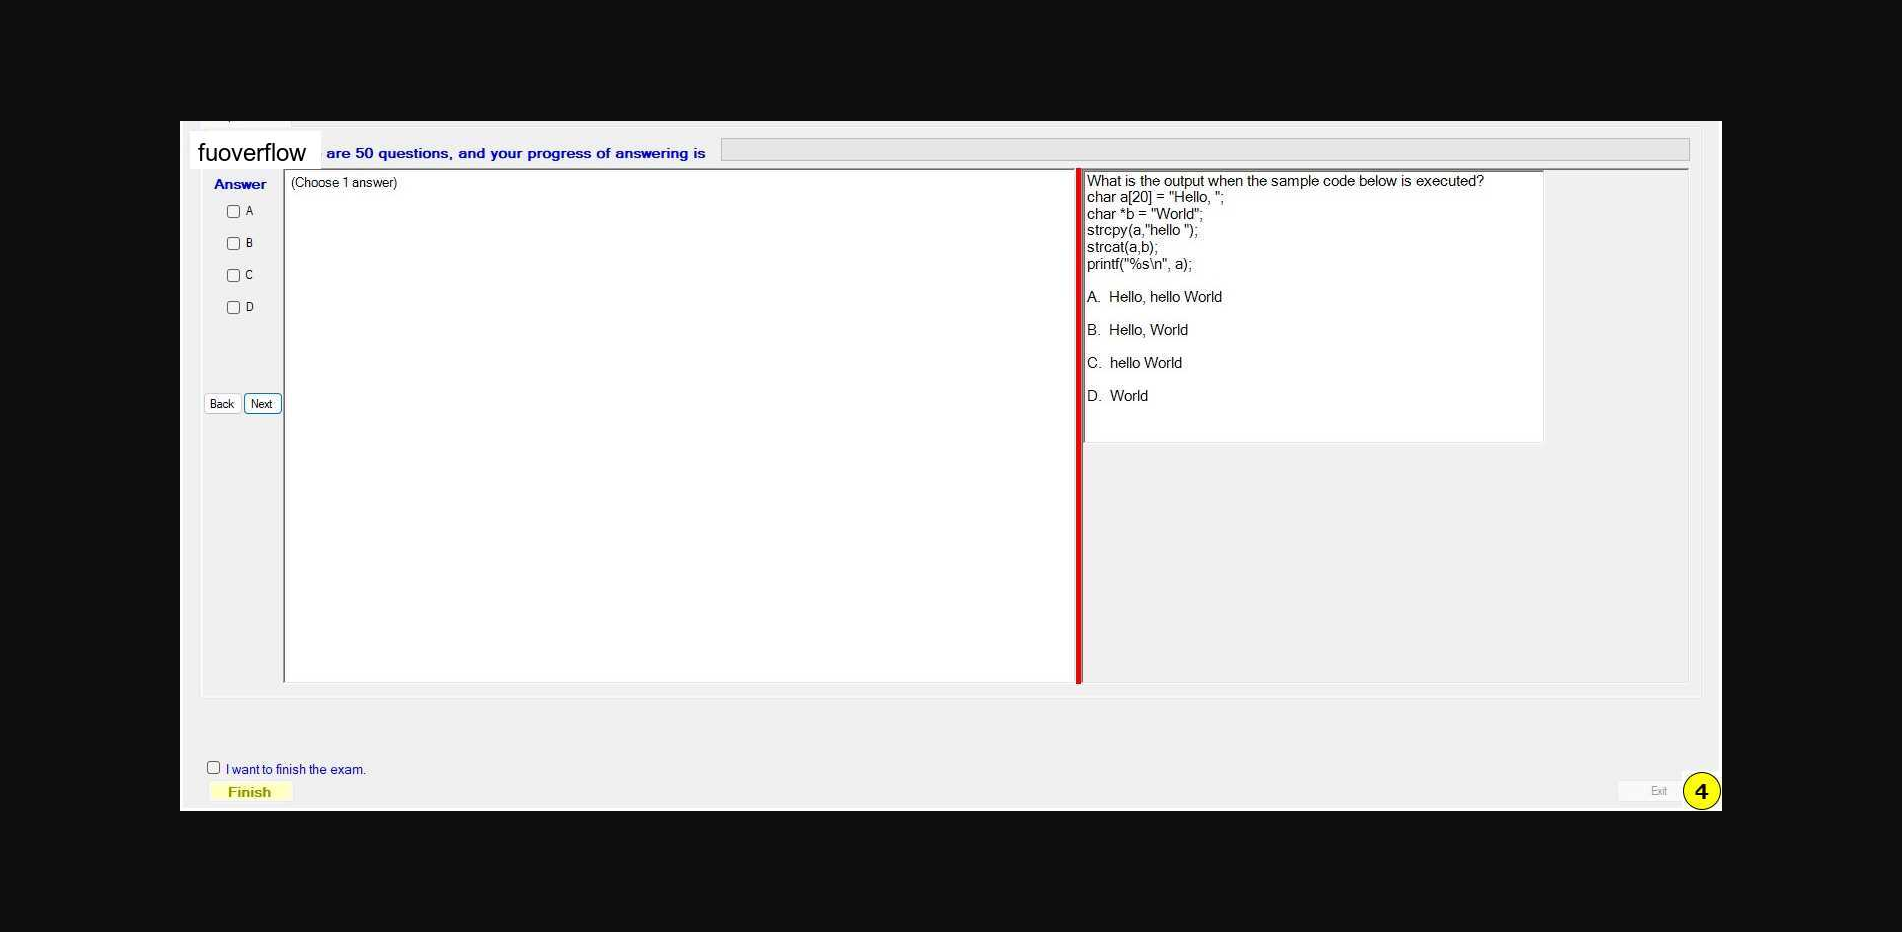 fuoverflow are 50 questions, and your progress of answering is
Answer
(Choose 1 answer)
A
B
C
D
Back
Next
What is the output when the sample code below is executed?
char a[20] = "Hello, ";
char *b = "World";
strcpy(a,"hello ");
strcat(a,b);
printf("%s\n", a);
A. Hello, hello World
B. Hello, World
C. hello World
D. World
I want to finish the exam.
Finish
Exit
4